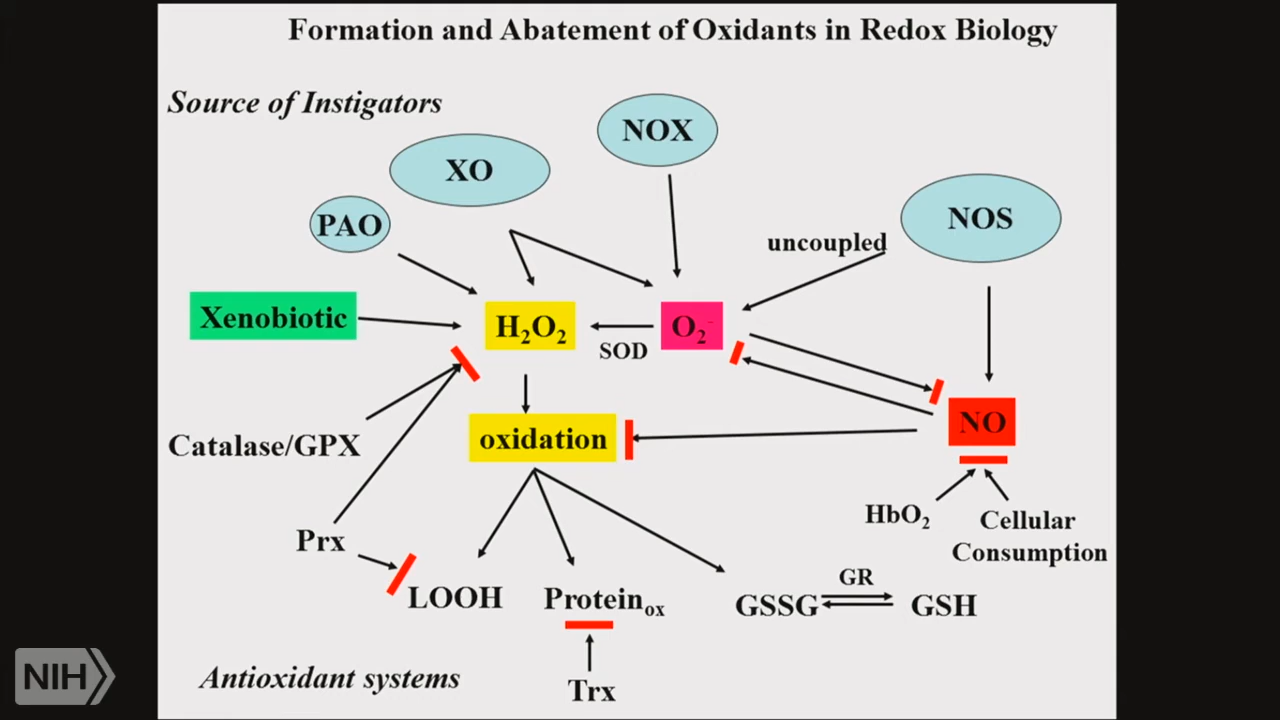 Formation and Abatement of Oxidants in Redox Biology
Source of Instigators
NOX
XO
PAO
NOS
uncoupled
Xenobiotic
H₂O₂
O₂⁻
SOD
NO
Catalase/GPX
oxidation
HbO₂
Cellular
Consumption
Prx
LOOH
Proteinₒₓ
GSSG
GR
GSH
Trx
Antioxidant systems
NIH